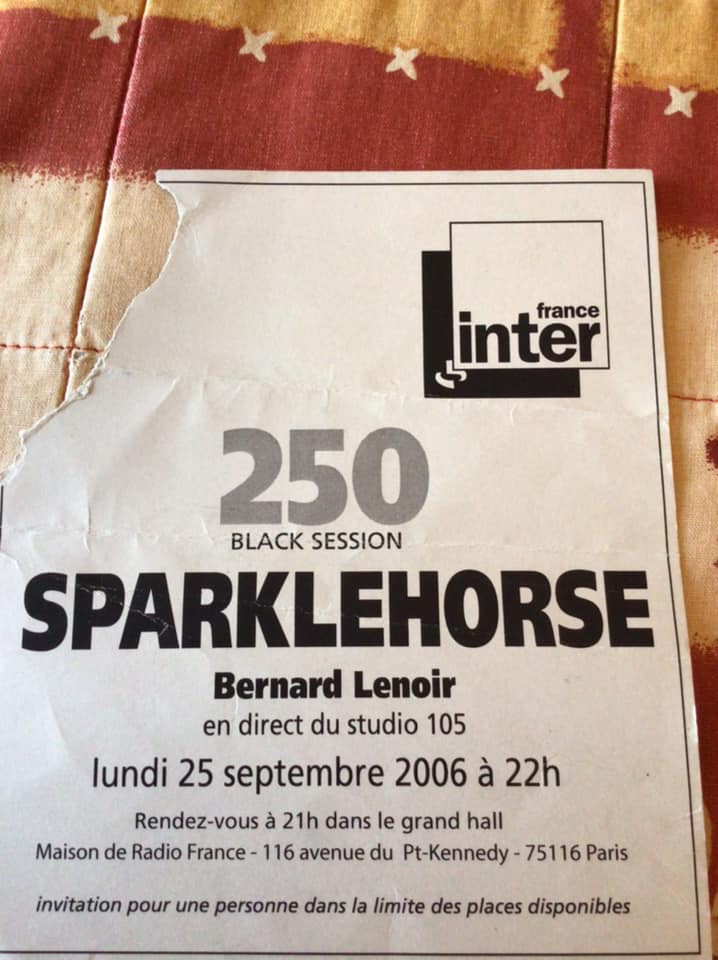 france
inter
250
BLACK SESSION
SPARKLEHORSE
Bernard Lenoir
en direct du studio 105
lundi 25 septembre 2006 à 22h
Rendez-vous à 21h dans le grand hall
Maison de Radio France - 116 avenue du Pt-Kennedy - 75116 Paris
invitation pour une personne dans la limite des places disponibles